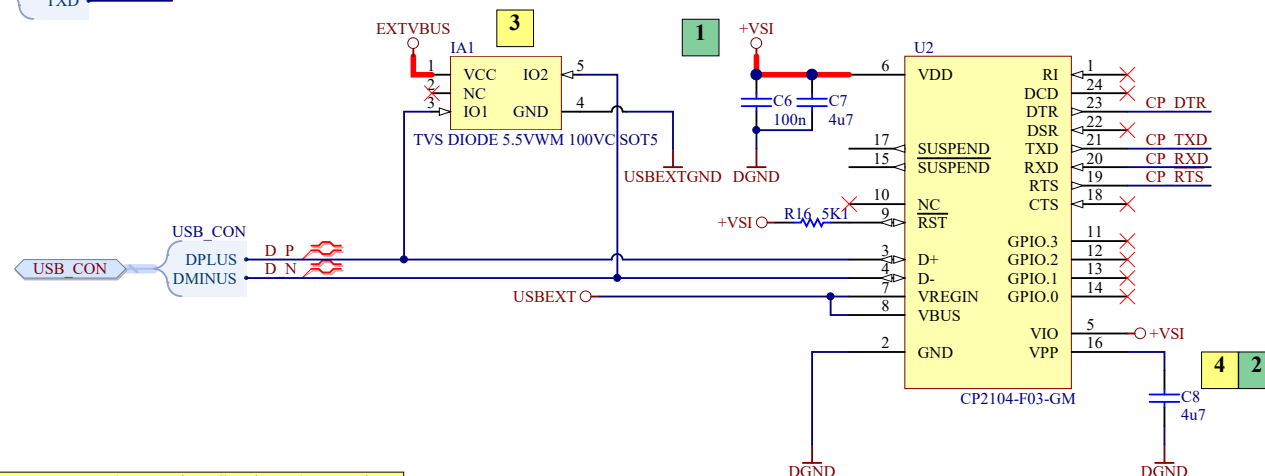 TXD
EXTVBUS
3
1
+VSI
IA1
U2
1
VCC
IO2
5
2
NC
3
IO1
GND
4
TVS DIODE 5.5VWM 100VC SOT5
USBEXTGND
C6
100n
C7
4u7
DGND
6
VDD
17
SUSPEND
15
SUSPEND
10
NC
+VSI
R16
5K1
9
RST
3
D+
4
D-
7
VREGIN
8
VBUS
2
GND
RI
1
DCD
24
DTR
23
CP_DTR
DSR
22
TXD
21
CP_TXD
RXD
20
CP_RXD
RTS
19
CP_RTS
CTS
18
GPIO.3
11
GPIO.2
12
GPIO.1
13
GPIO.0
14
VIO
5
+VSI
VPP
16
CP2104-F03-GM
USB_CON
USB_CON
DPLUS
D_P
DMINUS
D_N
USBEXT
4
2
C8
4u7
DGND
DGND